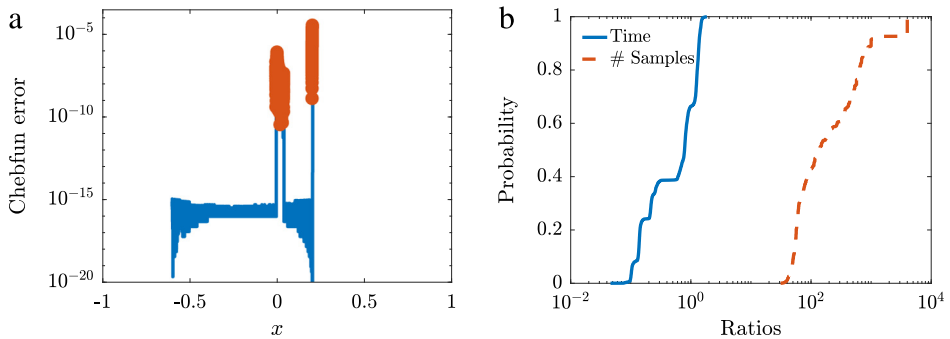 a
Chebfun error
10^-5
10^-10
10^-15
10^-20
-1
-0.5
0
0.5
1
x
b
Probability
1
0.8
0.6
0.4
0.2
0
Time
# Samples
10^-2
10^0
10^2
10^4
Ratios